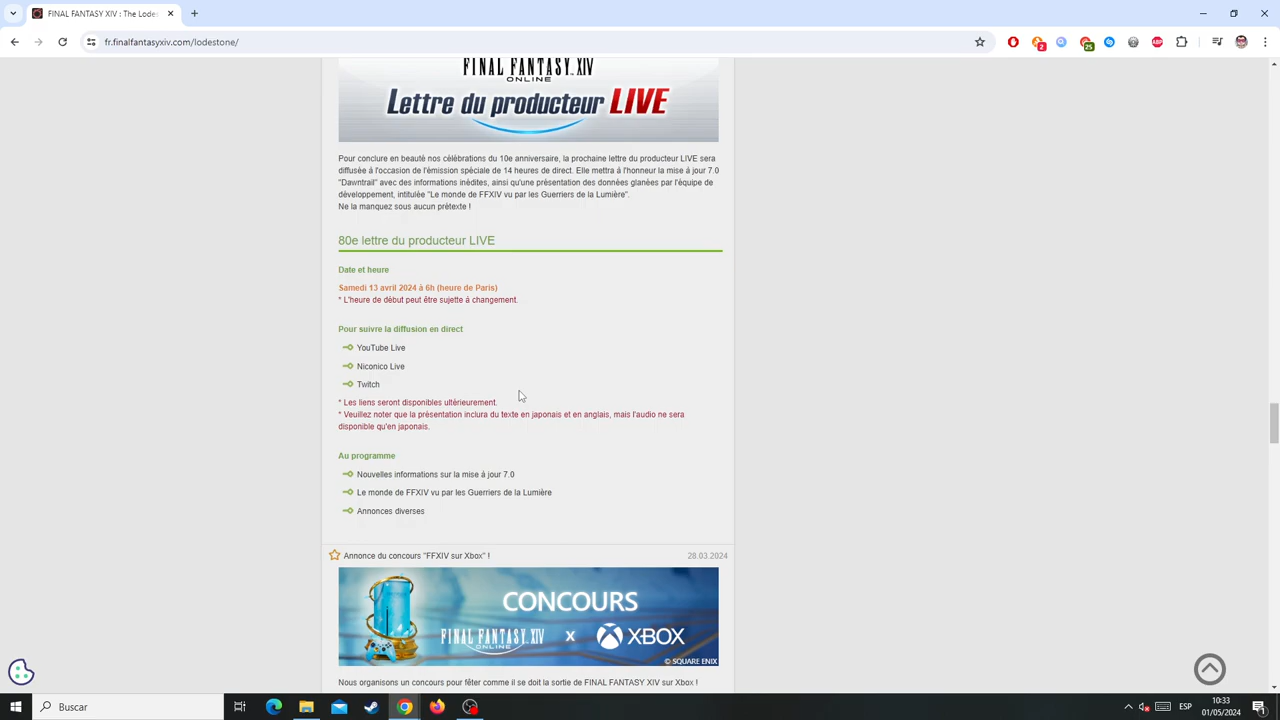 FINAL FANTASY XIV : The Lodes
fr.finalfantasyxiv.com/lodestone/
2
25
ABP
FINAL FANTASY XIV
ONLINE
Lettre du producteur LIVE
Pour conclure en beauté nos célébrations du 10e anniversaire, la prochaine lettre du producteur LIVE sera
diffusée à l'occasion de l'émission spéciale de 14 heures de direct. Elle mettra à l'honneur la mise à jour 7.0
"Dawntrail" avec des informations inédites, ainsi qu'une présentation des données glanées par l'équipe de
développement, intitulée "Le monde de FFXIV vu par les Guerriers de la Lumière".
Ne la manquez sous aucun prétexte !
80e lettre du producteur LIVE
Date et heure
Samedi 13 avril 2024 à 6h (heure de Paris)
* L'heure de début peut être sujette à changement.
Pour suivre la diffusion en direct
YouTube Live
Niconico Live
Twitch
* Les liens seront disponibles ultérieurement.
* Veuillez noter que la présentation inclura du texte en japonais et en anglais, mais l'audio ne sera
disponible qu'en japonais.
Au programme
Nouvelles informations sur la mise à jour 7.0
Le monde de FFXIV vu par les Guerriers de la Lumière
Annonces diverses
Annonce du concours "FFXIV sur Xbox" !
28.03.2024
CONCOURS
FINAL FANTASY XIV
ONLINE
X
XBOX
© SQUARE ENIX
Nous organisons un concours pour fêter comme il se doit la sortie de FINAL FANTASY XIV sur Xbox !
Buscar
ESP
10:33
01/05/2024
1